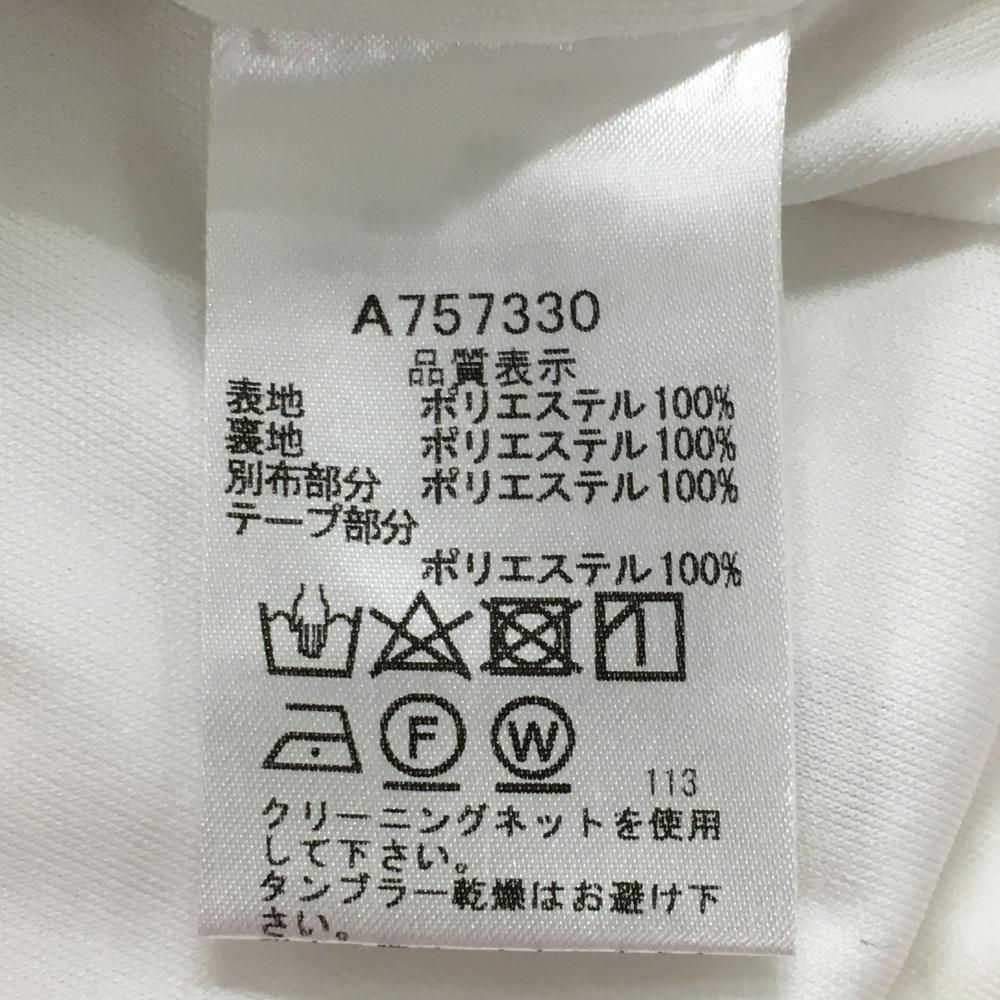 A757330
品質表示
表地 ポリエステル100%
裏地 ポリエステル100%
別布部分 ポリエステル100%
テープ部分
ポリエステル100%
F W
113
クリーニングネットを使用
して下さい。
タンブラー乾燥はお避け下
さい。